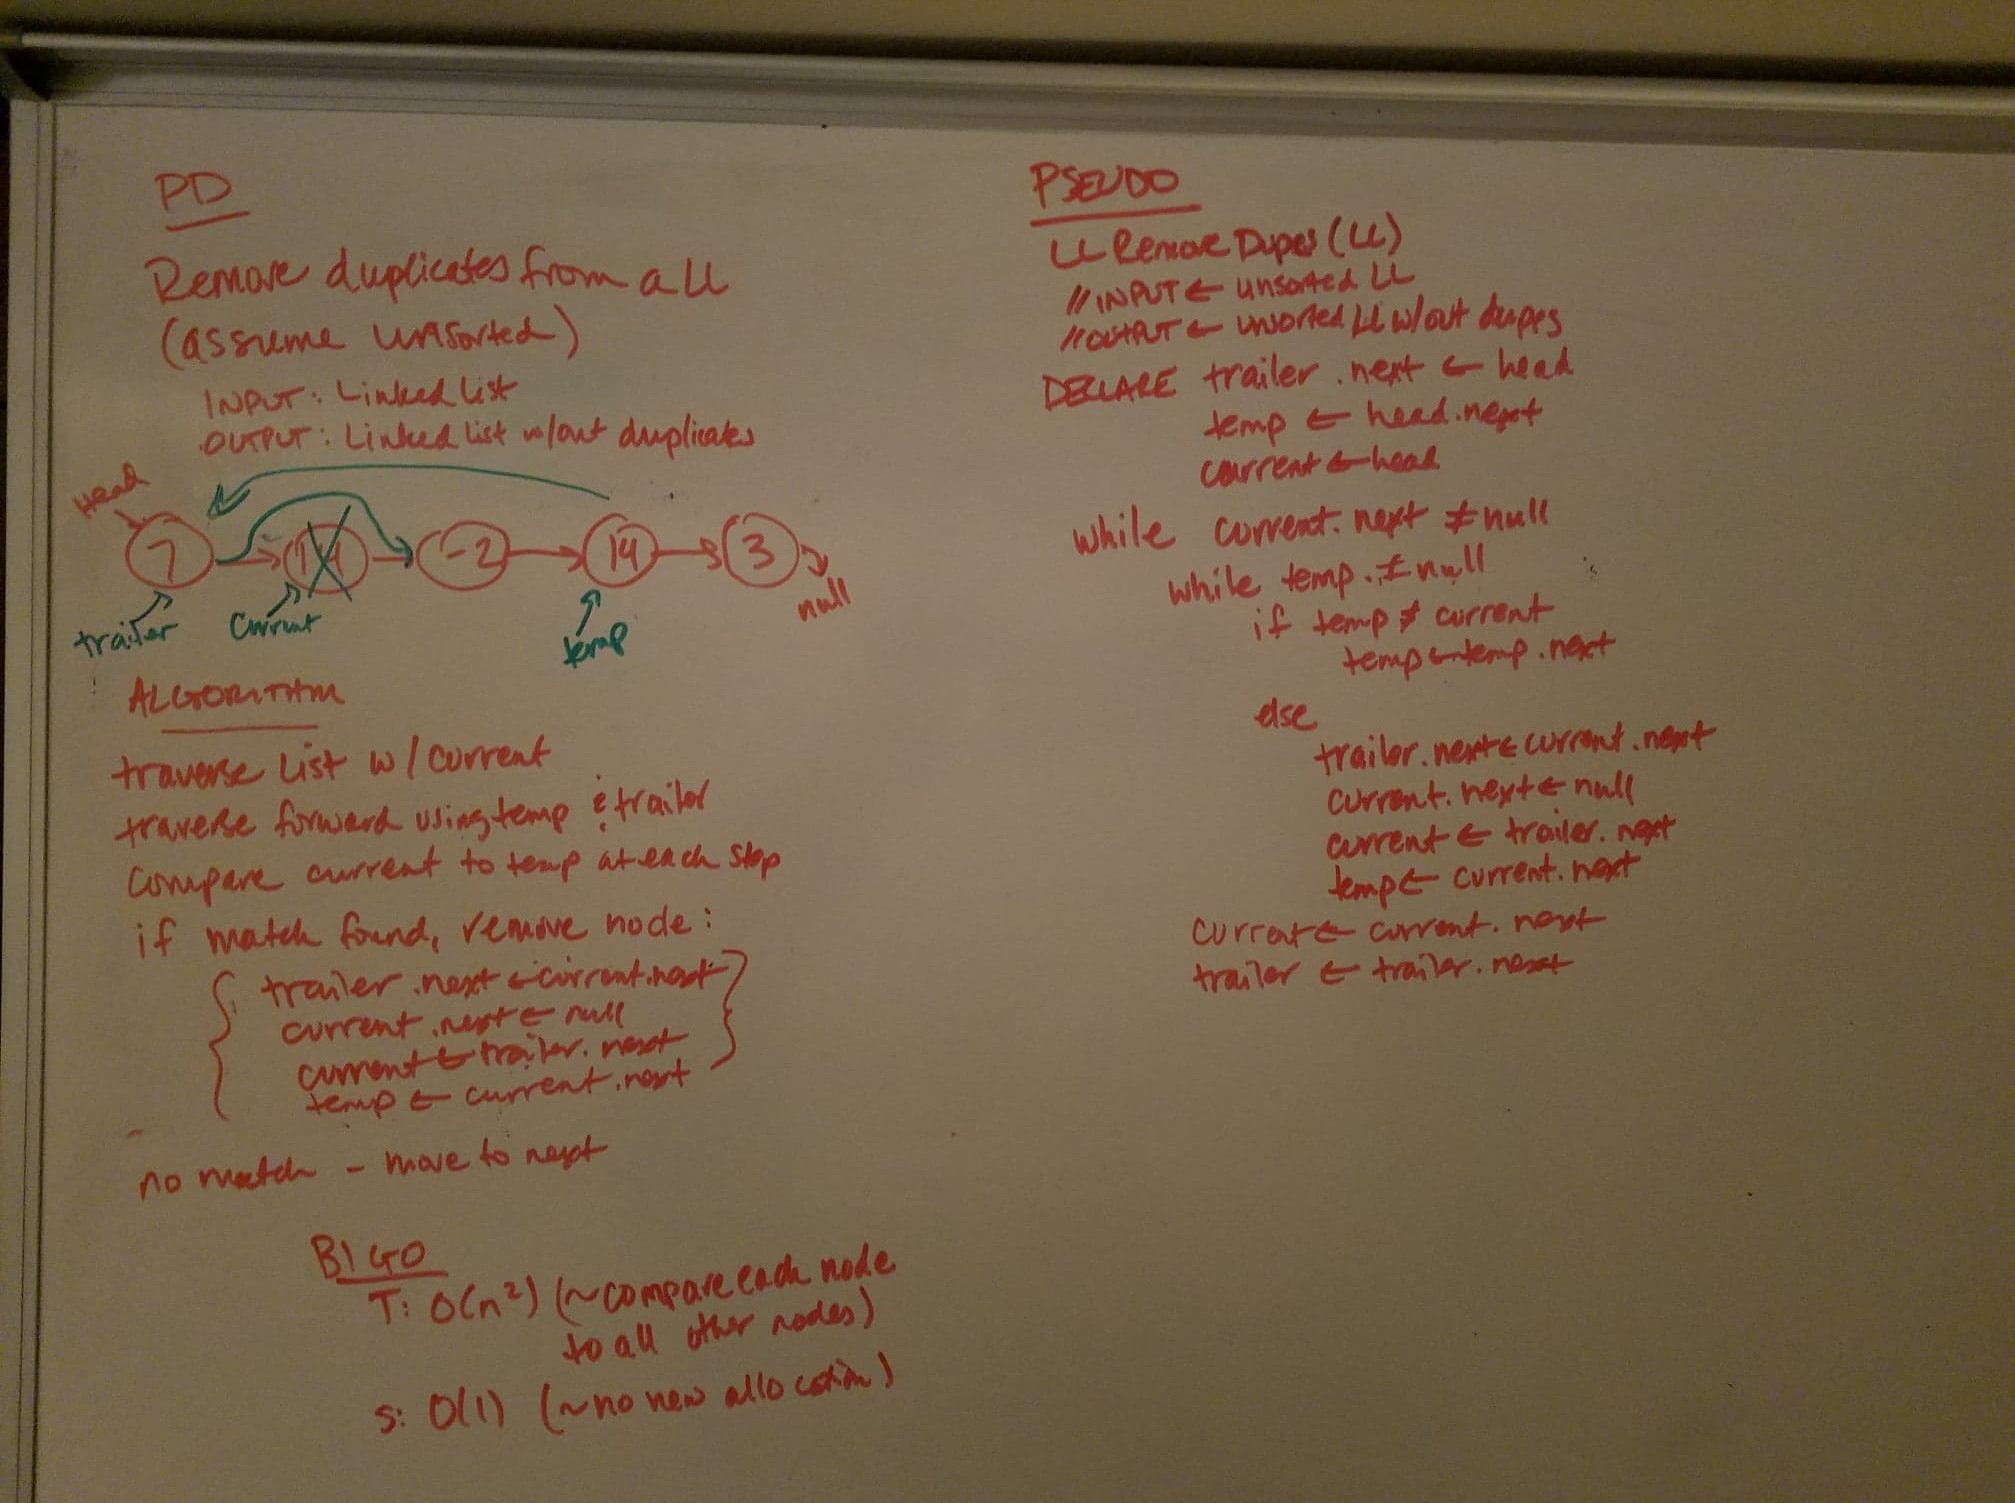 PD
Remove duplicates from a LL
(assume unsorted)
INPUT: Linked list
OUTPUT: Linked list w/out duplicates
Head
7 -2 14 3
null
trailer current temp
ALGORITHM
traverse list w/ current
traverse forward using temp & trailer
compare current to temp at each step
if match found, remove node:
{ trailer.next ← current.next }
current.next ← null
current ← trailer.next
temp ← current.next
no match - move to next
BIGO
T: O(n²) (~compare each node
to all other nodes)
S: O(1) (~no new allocation)
PSEUDO
LL Remove Dupes (LL)
//INPUT ← unsorted LL
//OUTPUT ← unsorted LL w/out dupes
DECLARE trailer.next ← head
temp ← head.next
current ← head
while current.next ≠ null
while temp. ≠ null
if temp ≠ current
temp ← temp.next
else
trailer.next ← current.next
current.next ← null
current ← trailer.next
temp ← current.next
current ← current.next
trailer ← trailer.next